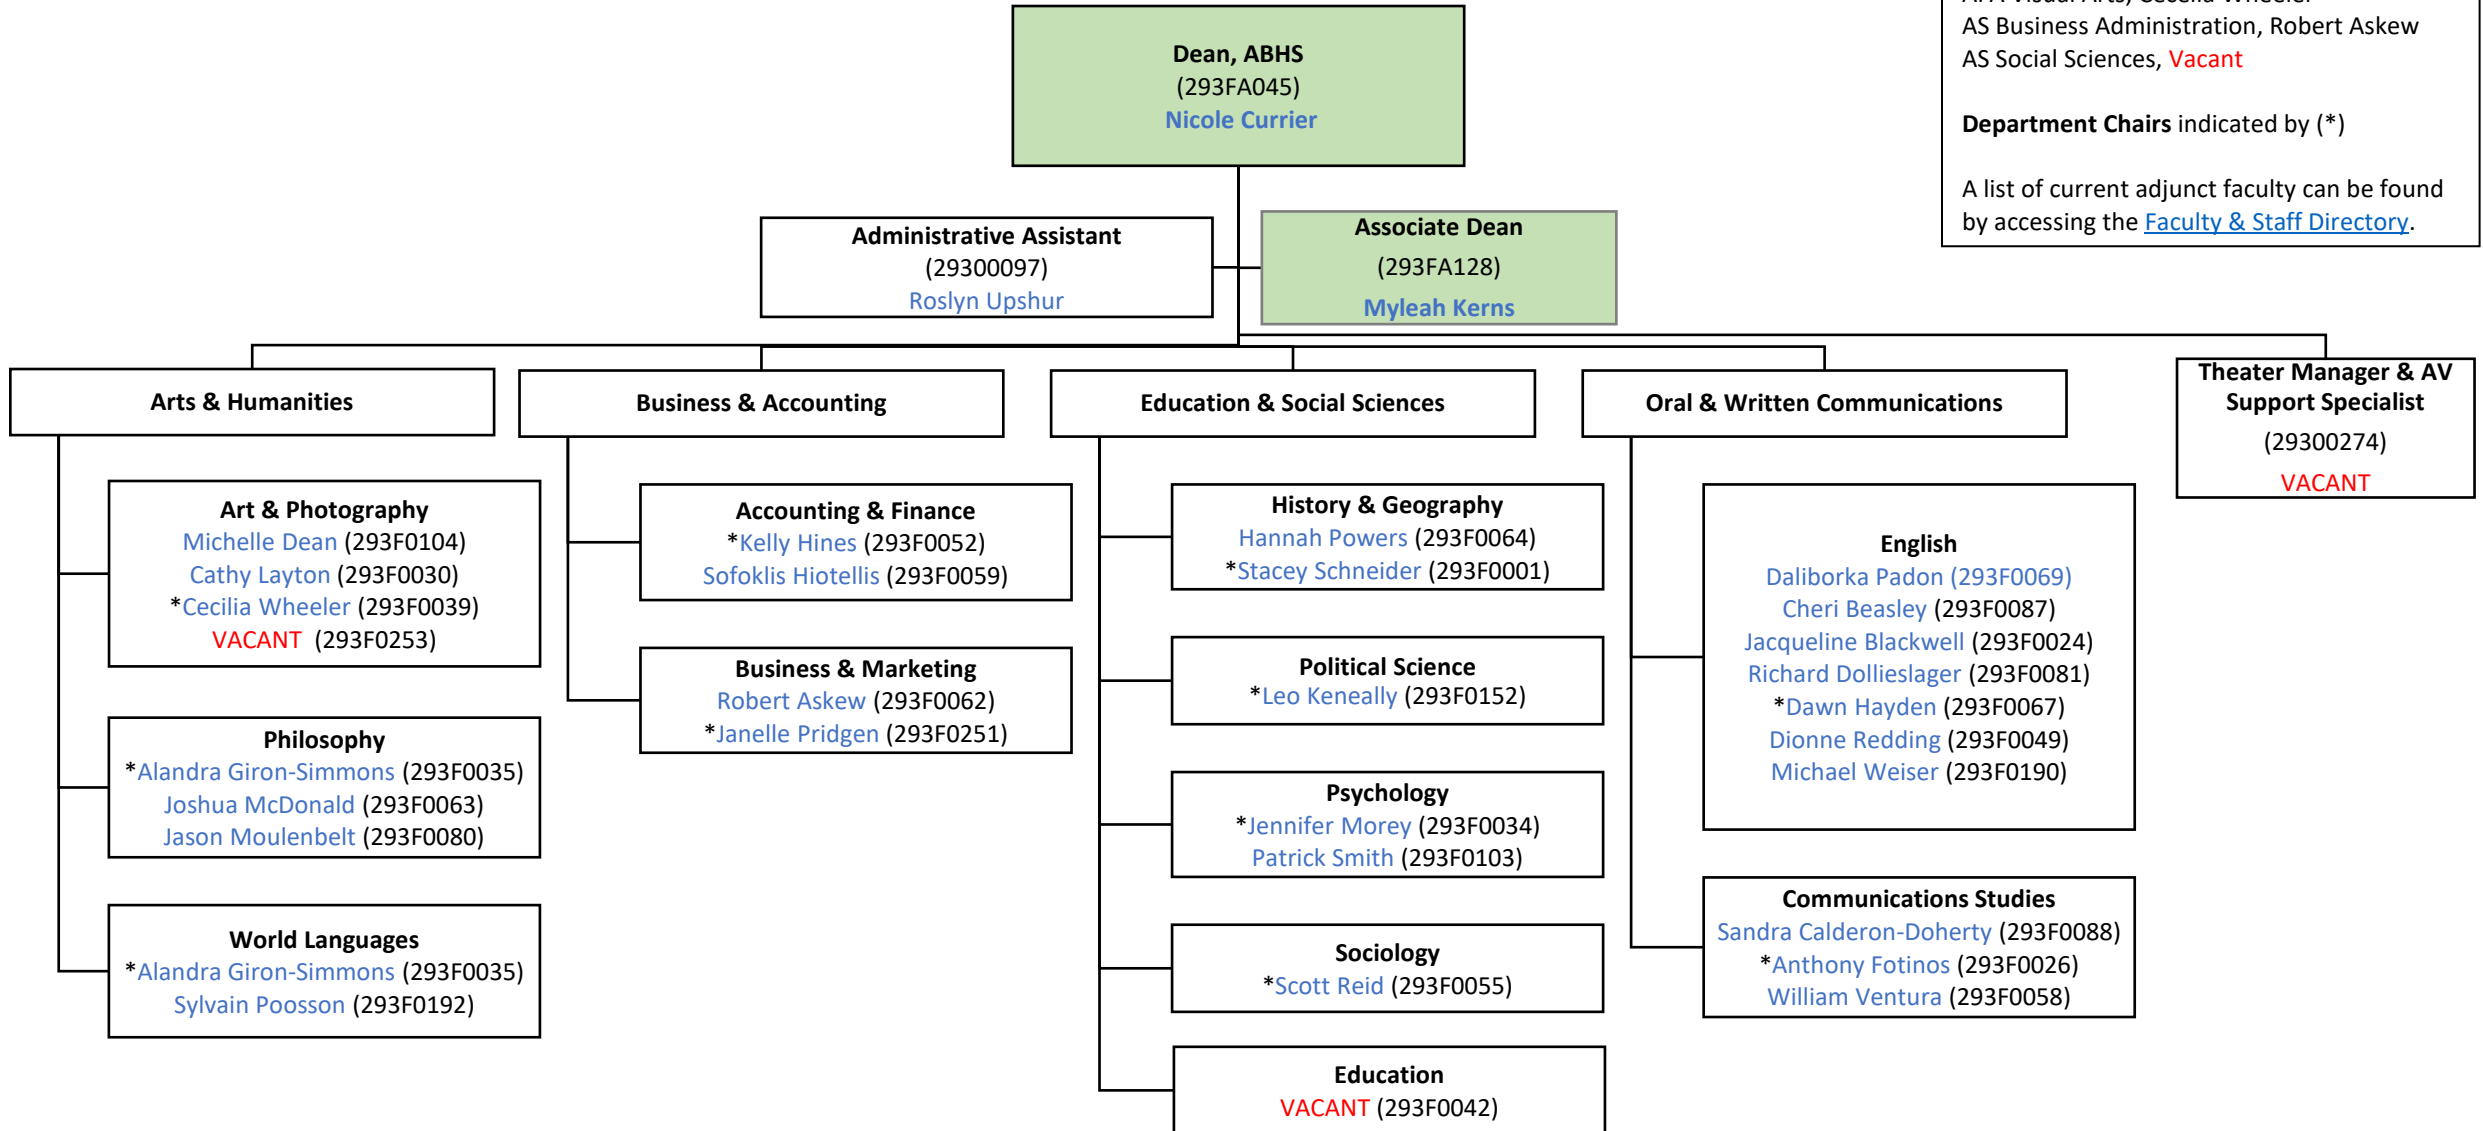 AS Business Administration, Robert Askew
AS Social Sciences, Vacant
Department Chairs indicated by (*)
A list of current adjunct faculty can be found
by accessing the Faculty & Staff Directory.
Dean, ABHS
(293FA045)
Nicole Currier
Administrative Assistant
(29300097)
Roslyn Upshur
Associate Dean
(293FA128)
Myleah Kerns
Arts & Humanities
Art & Photography
Michelle Dean (293F0104)
Cathy Layton (293F0030)
*Cecilia Wheeler (293F0039)
VACANT (293F0253)
Philosophy
*Alandra Giron-Simmons (293F0035)
Joshua McDonald (293F0063)
Jason Moulenbelt (293F0080)
World Languages
*Alandra Giron-Simmons (293F0035)
Sylvain Poosson (293F0192)
Business & Accounting
Accounting & Finance
*Kelly Hines (293F0052)
Sofoklis Hiotellis (293F0059)
Business & Marketing
Robert Askew (293F0062)
*Janelle Pridgen (293F0251)
Education & Social Sciences
History & Geography
Hannah Powers (293F0064)
*Stacey Schneider (293F0001)
Political Science
*Leo Keneally (293F0152)
Psychology
*Jennifer Morey (293F0034)
Patrick Smith (293F0103)
Sociology
*Scott Reid (293F0055)
Education
VACANT (293F0042)
Oral & Written Communications
English
Daliborka Padon (293F0069)
Cheri Beasley (293F0087)
Jacqueline Blackwell (293F0024)
Richard Dollieslager (293F0081)
*Dawn Hayden (293F0067)
Dionne Redding (293F0049)
Michael Weiser (293F0190)
Communications Studies
Sandra Calderon-Doherty (293F0088)
*Anthony Fotinos (293F0026)
William Ventura (293F0058)
Theater Manager & AV
Support Specialist
(29300274)
VACANT